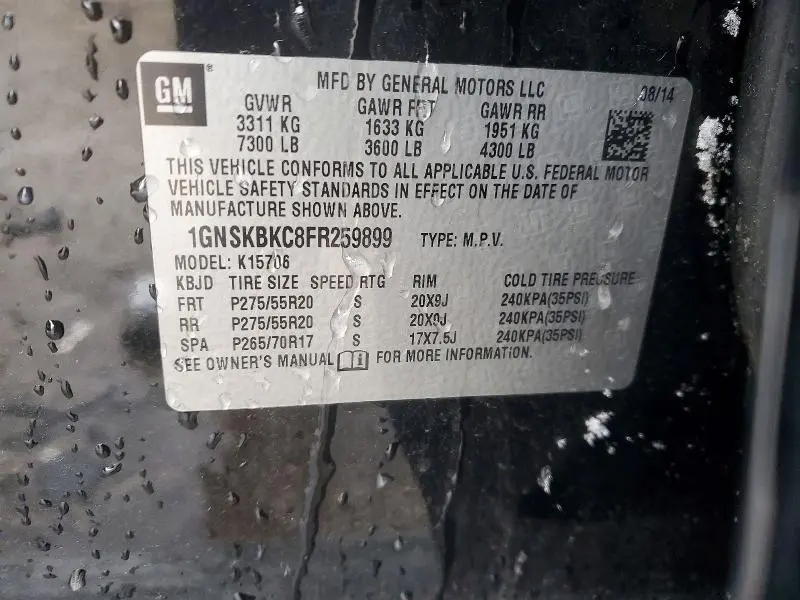 GM ®
MFD BY GENERAL MOTORS LLC 08/14
GVWR GAWR FRT GAWR RR
3311 KG 1633 KG 1951 KG
7300 LB 3600 LB 4300 LB
THIS VEHICLE CONFORMS TO ALL APPLICABLE U.S. FEDERAL MOTOR
VEHICLE SAFETY STANDARDS IN EFFECT ON THE DATE OF
MANUFACTURE SHOWN ABOVE.
1GNSKBKC8FR259899 TYPE: M.P.V.
MODEL: K15706
KBJD TIRE SIZE SPEED RTG RIM COLD TIRE PRESSURE
FRT P275/55R20 S 20X9J 240KPA(35PSI)
RR P275/55R20 S 20X9J 240KPA(35PSI)
SPA P265/70R17 S 17X7.5J 240KPA(35PSI)
SEE OWNER'S MANUAL FOR MORE INFORMATION.